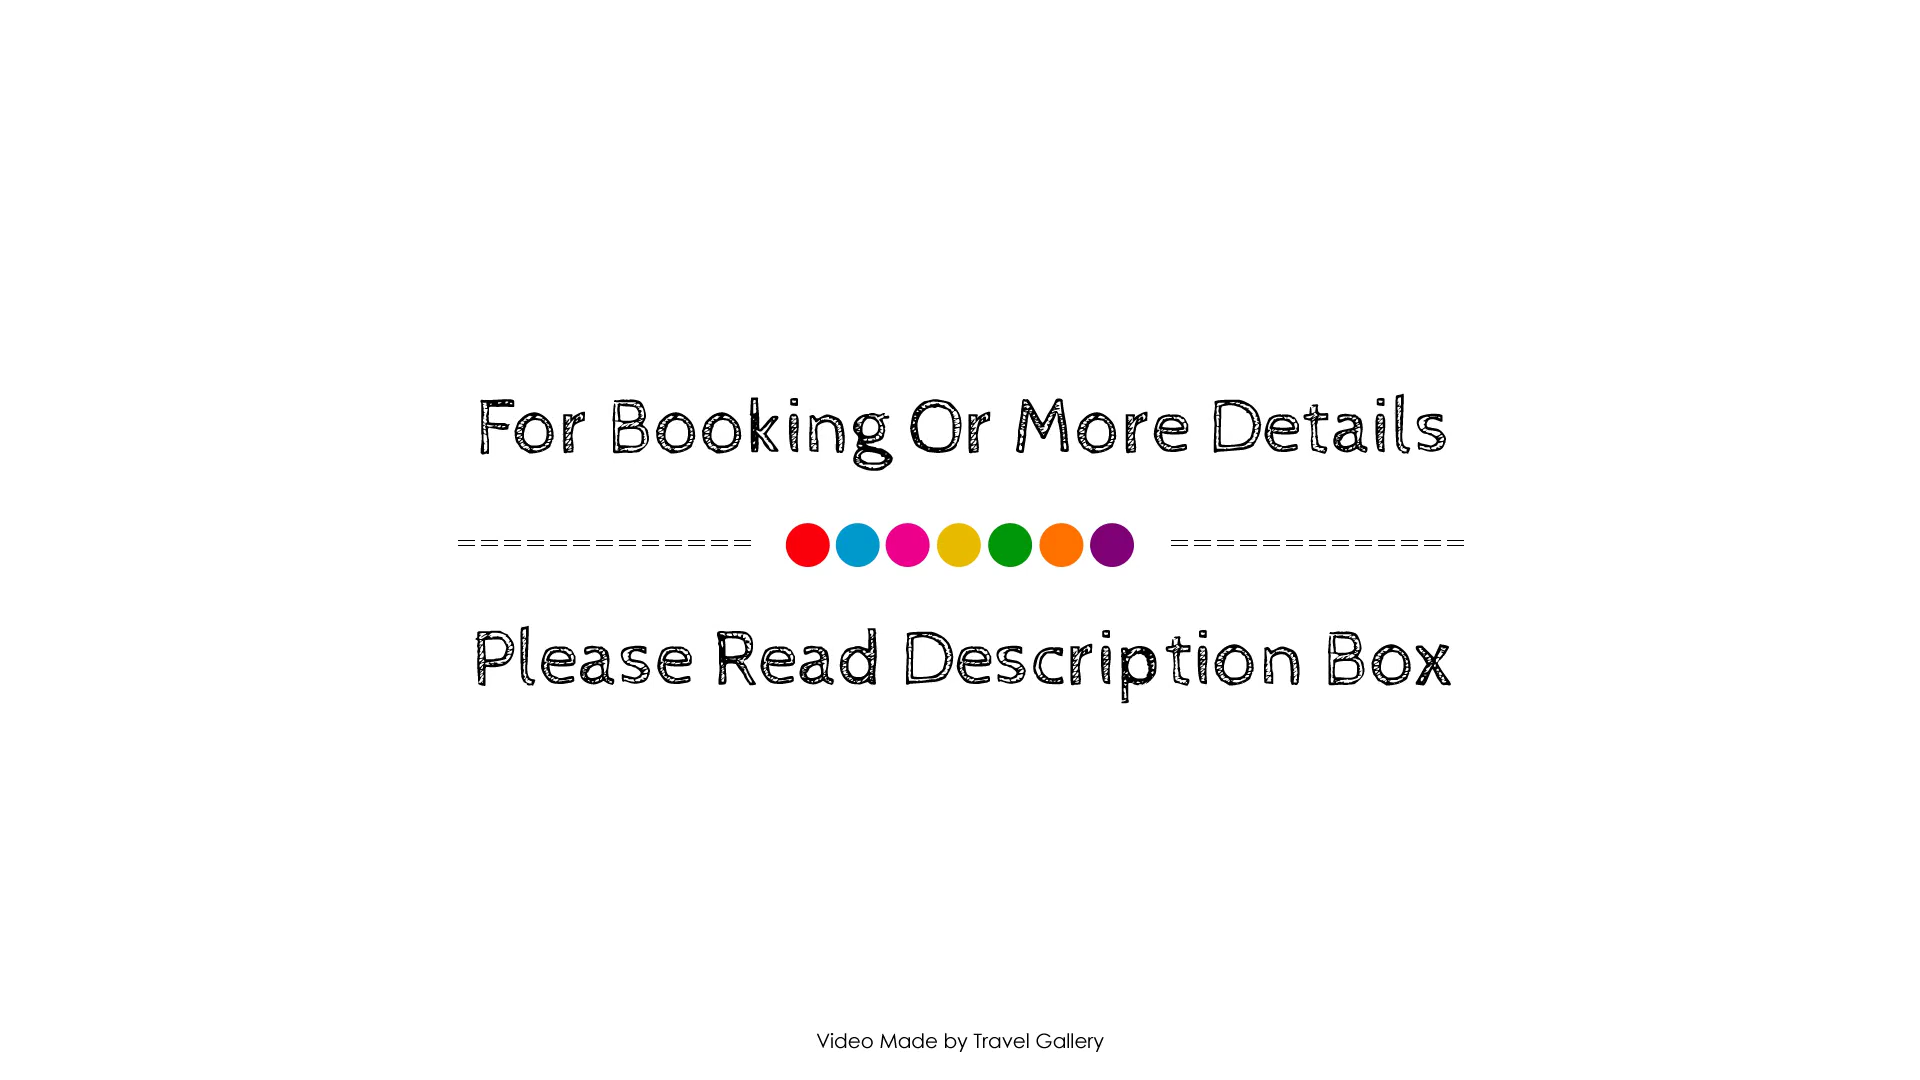 For Booking Or More Details
============= =============
Please Read Description Box
Video Made by Travel Gallery